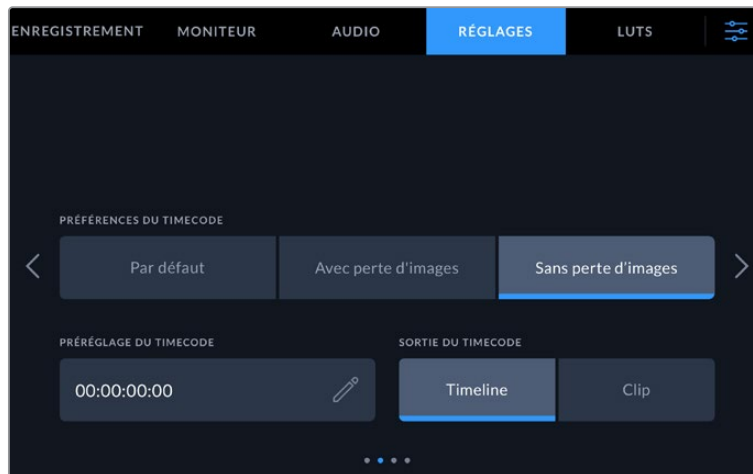 ENREGISTREMENT MONITEUR AUDIO RÉGLAGES LUTS
PRÉFÉRENCES DU TIMECODE
Par défaut Avec perte d'images Sans perte d'images
PRÉRÉGLAGE DU TIMECODE SORTIE DU TIMECODE
00:00:00:00 Timeline Clip